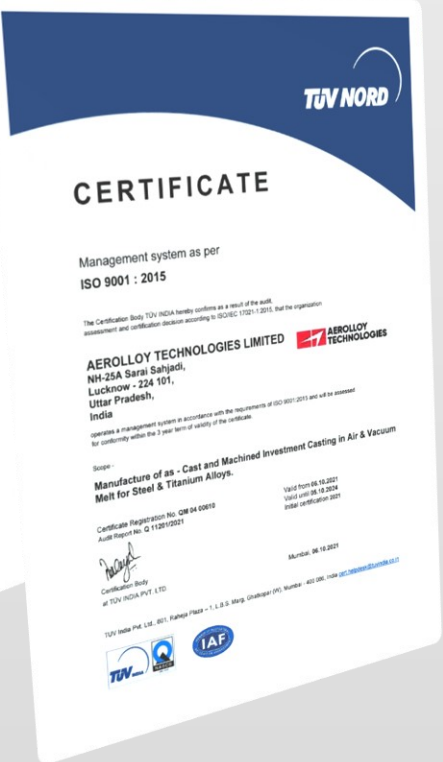 TÜV NORD
CERTIFICATE
Management system as per
ISO 9001 : 2015
The Certification Body TÜV INDIA hereby confirms as a result of the audit,
assessment and certification decision according to ISO/IEC 17021-1:2015, that the organization
AEROLLOY TECHNOLOGIES LIMITED
AEROLLOY
TECHNOLOGIES
NH-25A Sarai Sahjadi,
Lucknow - 224 101,
Uttar Pradesh,
India
operates a management system in accordance with the requirements of ISO 9001:2015 and will be assessed
for conformity within the 3 year term of validity of the certificate.
Scope -
Manufacture of as - Cast and Machined Investment Casting in Air & Vacuum
Melt for Steel & Titanium Alloys.
Certificate Registration No. QM 04 00610
Audit Report No. Q 11201/2021
Valid from 06.10.2021
Valid until 05.10.2024
Initial certification 2021
Certification Body
at TÜV INDIA PVT. LTD.
Mumbai, 06.10.2021
TÜV India Pvt. Ltd., 801, Raheja Plaza – 1, L.B.S. Marg, Ghatkopar (W), Mumbai - 400 086, India
TÜV INDIA
IAF